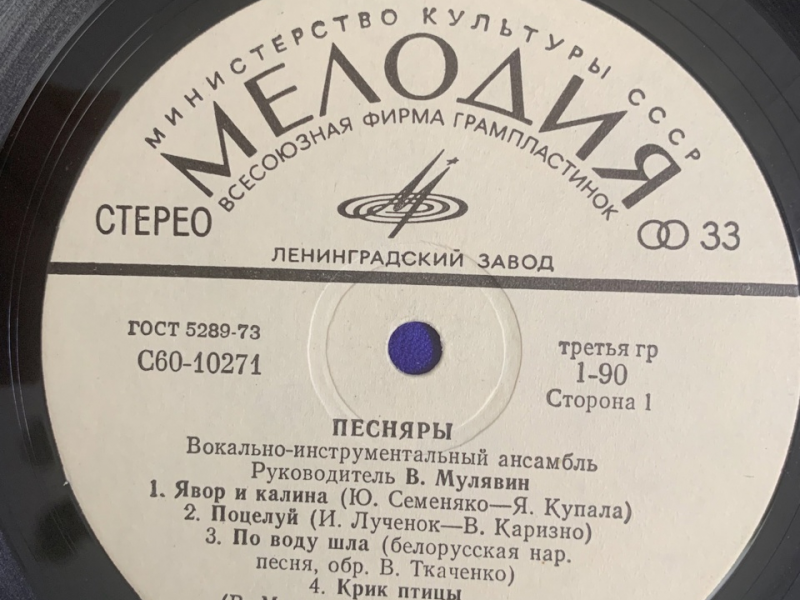 МИНИСТЕРСТВО КУЛЬТУРЫ СССР
МЕЛОДИЯ
ВСЕСОЮЗНАЯ ФИРМА ГРАМПЛАСТИНОК
СТЕРЕО
33
ЛЕНИНГРАДСКИЙ ЗАВОД
ГОСТ 5289-73
С60-10271
третья гр
1-90
Сторона 1
ПЕСНЯРЫ
Вокально-инструментальный ансамбль
Руководитель В. Мулявин
1. Явор и калина (Ю. Семеняко—Я. Купала)
2. Поцелуй (И. Лученок—В. Каризно)
3. По воду шла (белорусская нар.
песня, обр. В. Ткаченко)
4. Крик птицы